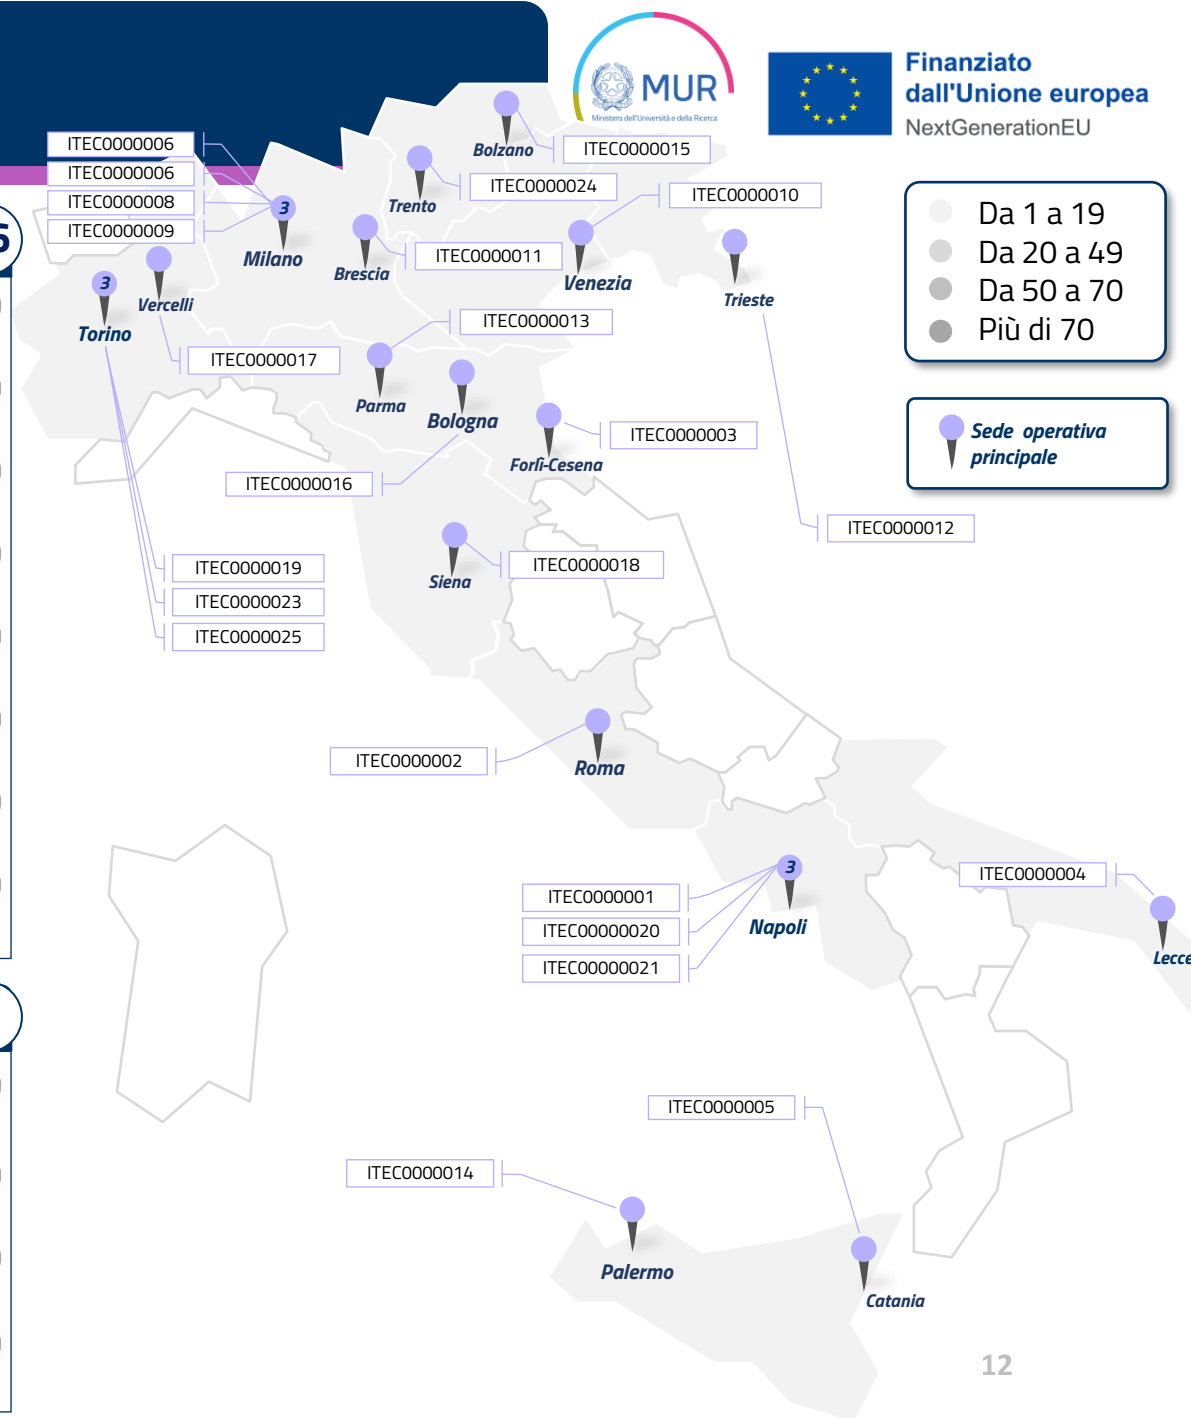 MUR
Ministero dell'Università e della Ricerca
Finanziato
dall'Unione europea
NextGenerationEU
ITEC0000006
ITEC0000006
ITEC0000008
ITEC0000009
3
Milano
Bolzano
ITEC0000015
Trento
ITEC0000024
ITEC0000010
Brescia
ITEC0000011
Venezia
Trieste
Da 1 a 19
Da 20 a 49
Da 50 a 70
Più di 70
Sede operativa
principale
3
Torino
Vercelli
ITEC0000017
ITEC0000013
Parma
Bologna
ITEC0000003
Forlì-Cesena
ITEC0000016
ITEC0000012
ITEC0000018
Siena
ITEC0000019
ITEC0000023
ITEC0000025
ITEC0000002
Roma
3
Napoli
ITEC0000001
ITEC00000020
ITEC00000021
ITEC0000004
Lecce
ITEC0000005
ITEC0000014
Palermo
Catania
12